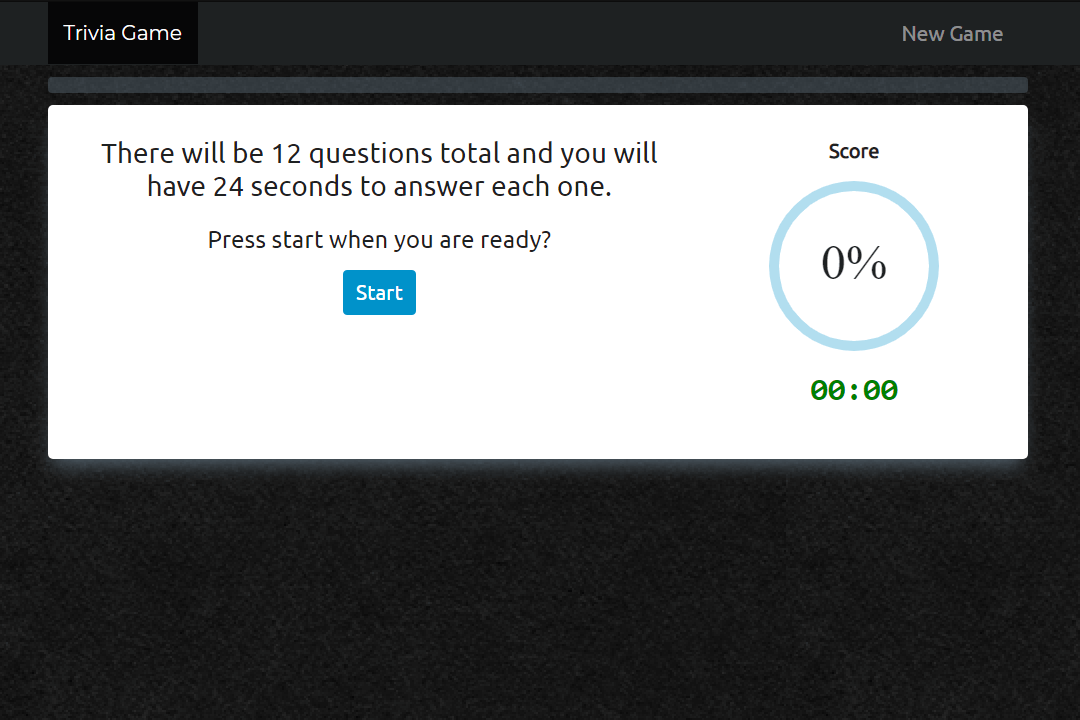 Trivia Game
New Game
There will be 12 questions total and you will
have 24 seconds to answer each one.
Press start when you are ready?
Start
Score
0%
00:00